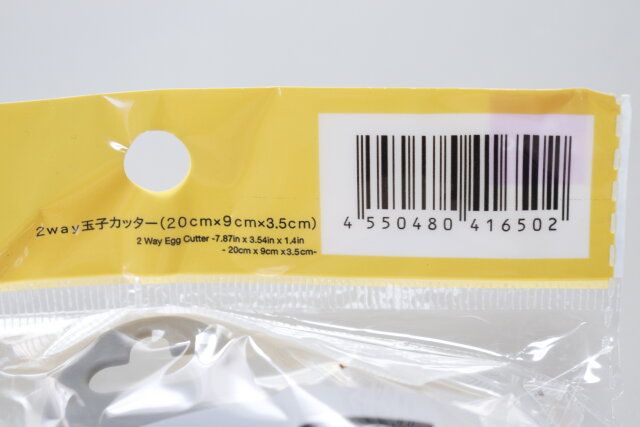 2way玉子カッター(20cm×9cm×3.5cm)
2 Way Egg Cutter -7.87in x 3.54in x 1.4in
- 20cm x 9cm x3.5cm-
4 550480 416502